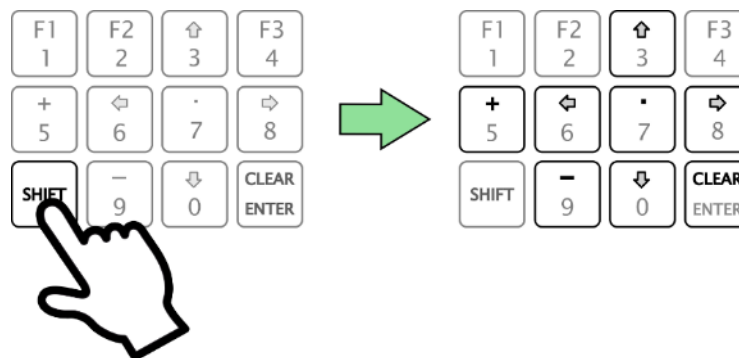 F1 F2 ⇧ F3
1 2 3 4
+ ⇦ · ⇨
5 6 7 8
SHIFT − ⇩ CLEAR
9 0 ENTER
F1 F2 ⇧ F3
1 2 3 4
+ ⇦ · ⇨
5 6 7 8
SHIFT − ⇩ CLEAR
9 0 ENTER